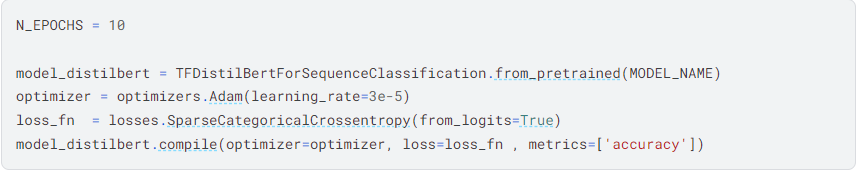 N_EPOCHS = 10
model_distilbert = TFDistilBertForSequenceClassification.from_pretrained(MODEL_NAME)
optimizer = optimizers.Adam(learning_rate=3e-5)
loss_fn  = losses.SparseCategoricalCrossentropy(from_logits=True)
model_distilbert.compile(optimizer=optimizer, loss=loss_fn , metrics=['accuracy'])